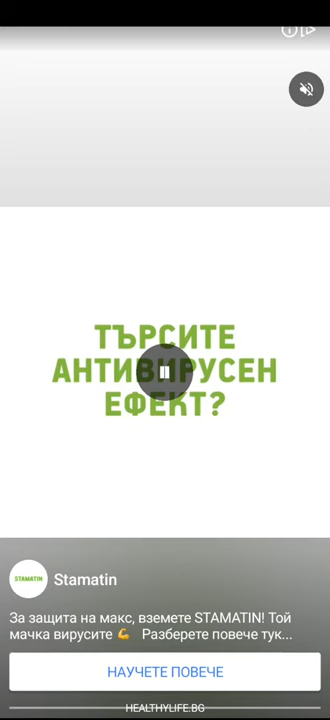 ТЪРСИТЕ
АНТИВИРУСЕН
ЕФЕКТ?
STAMATIN
Stamatin
За защита на макс, вземете STAMATIN! Той
мачка вирусите 💪 Разберете повече тук...
НАУЧЕТЕ ПОВЕЧЕ
HEALTHYLIFE.BG